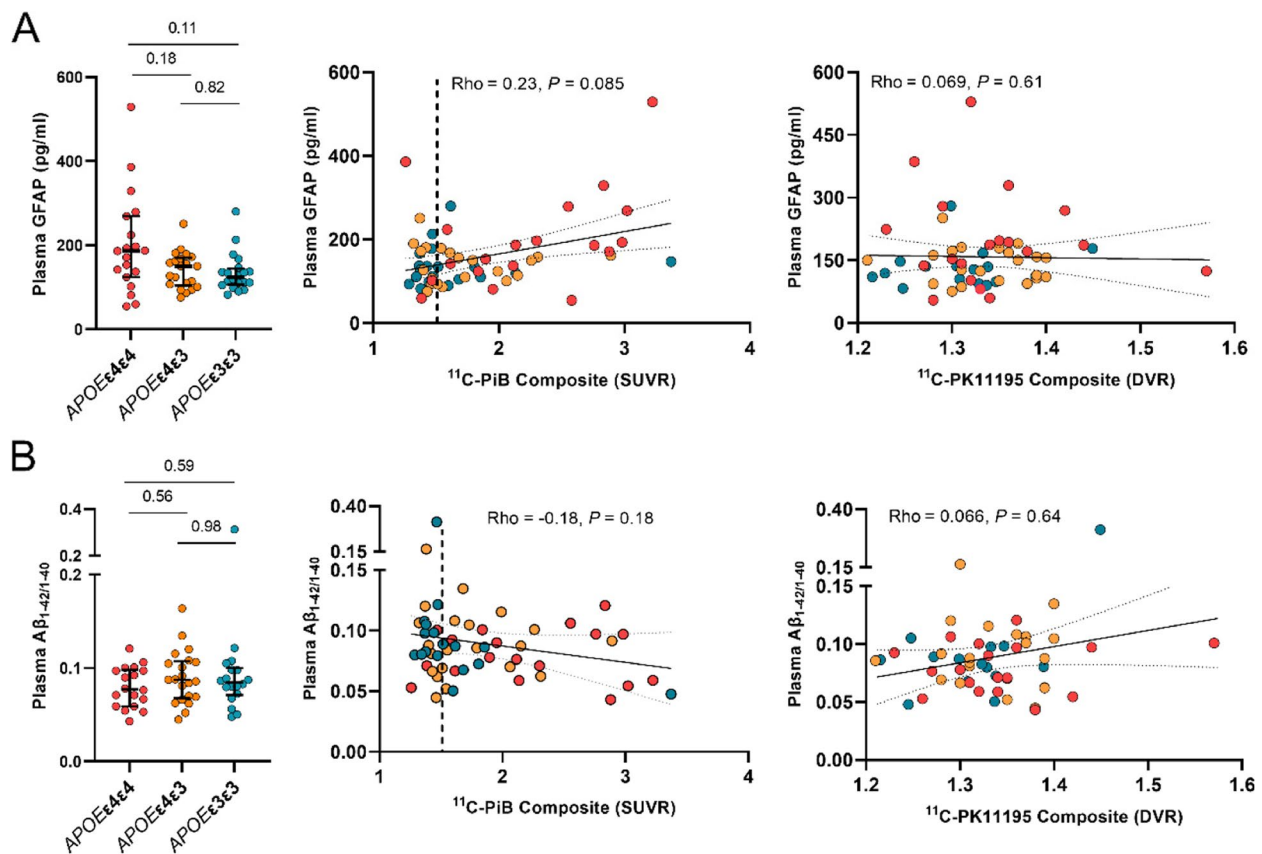 A
0.11
0.18
0.82
Plasma GFAP (pg/ml)
600
400
200
0
APOEε4ε4
APOEε4ε3
APOEε3ε3
Rho = 0.23, P = 0.085
Plasma GFAP (pg/ml)
600
400
200
0
1 2 3 4
11C-PiB Composite (SUVR)
Rho = 0.069, P = 0.61
Plasma GFAP (pg/ml)
600
450
300
150
0
1.2 1.3 1.4 1.5 1.6
11C-PK11195 Composite (DVR)
B
0.59
0.56
0.98
Plasma Aβ1-42/1-40
0.4
0.2
0.2
0.1
0.0
APOEε4ε4
APOEε4ε3
APOEε3ε3
Rho = -0.18, P = 0.18
Plasma Aβ1-42/1-40
0.40
0.15
0.15
0.10
0.05
0.00
1 2 3 4
11C-PiB Composite (SUVR)
Rho = 0.066, P = 0.64
Plasma Aβ1-42/1-40
0.40
0.15
0.15
0.10
0.05
0.00
1.2 1.3 1.4 1.5 1.6
11C-PK11195 Composite (DVR)